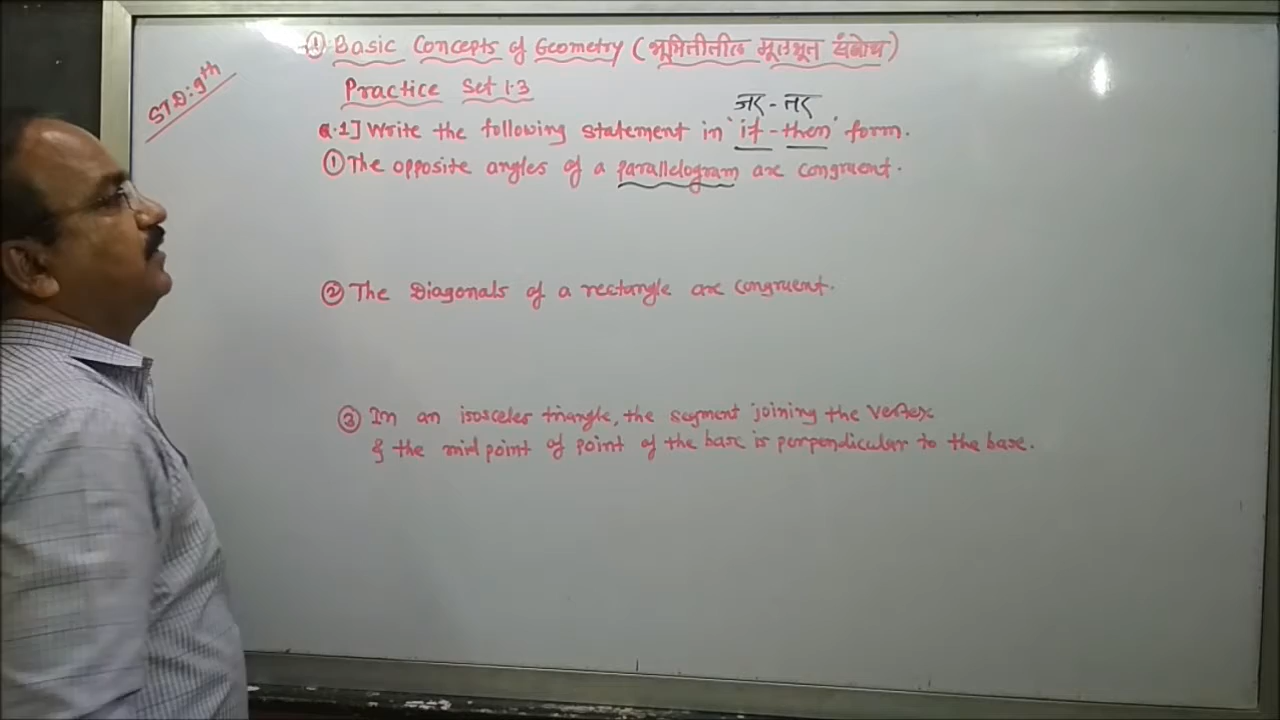 ① Basic Concepts of Geometry (भूमितीतील मूलभूत संबोध)
STD: 9th
Practice Set 1.3
जर - तर
Q.1] Write the following statement in 'if-then' form.
① The opposite angles of a parallelogram are congruent.
② The Diagonals of a rectangle are congruent.
③ In an isosceles triangle, the segment joining the vertex
& the mid point of point of the base is perpendicular to the base.